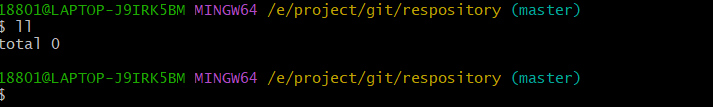 18801@LAPTOP-J9IRK5BM MINGW64 /e/project/git/respository (master)
$ ll
total 0
18801@LAPTOP-J9IRK5BM MINGW64 /e/project/git/respository (master)
$